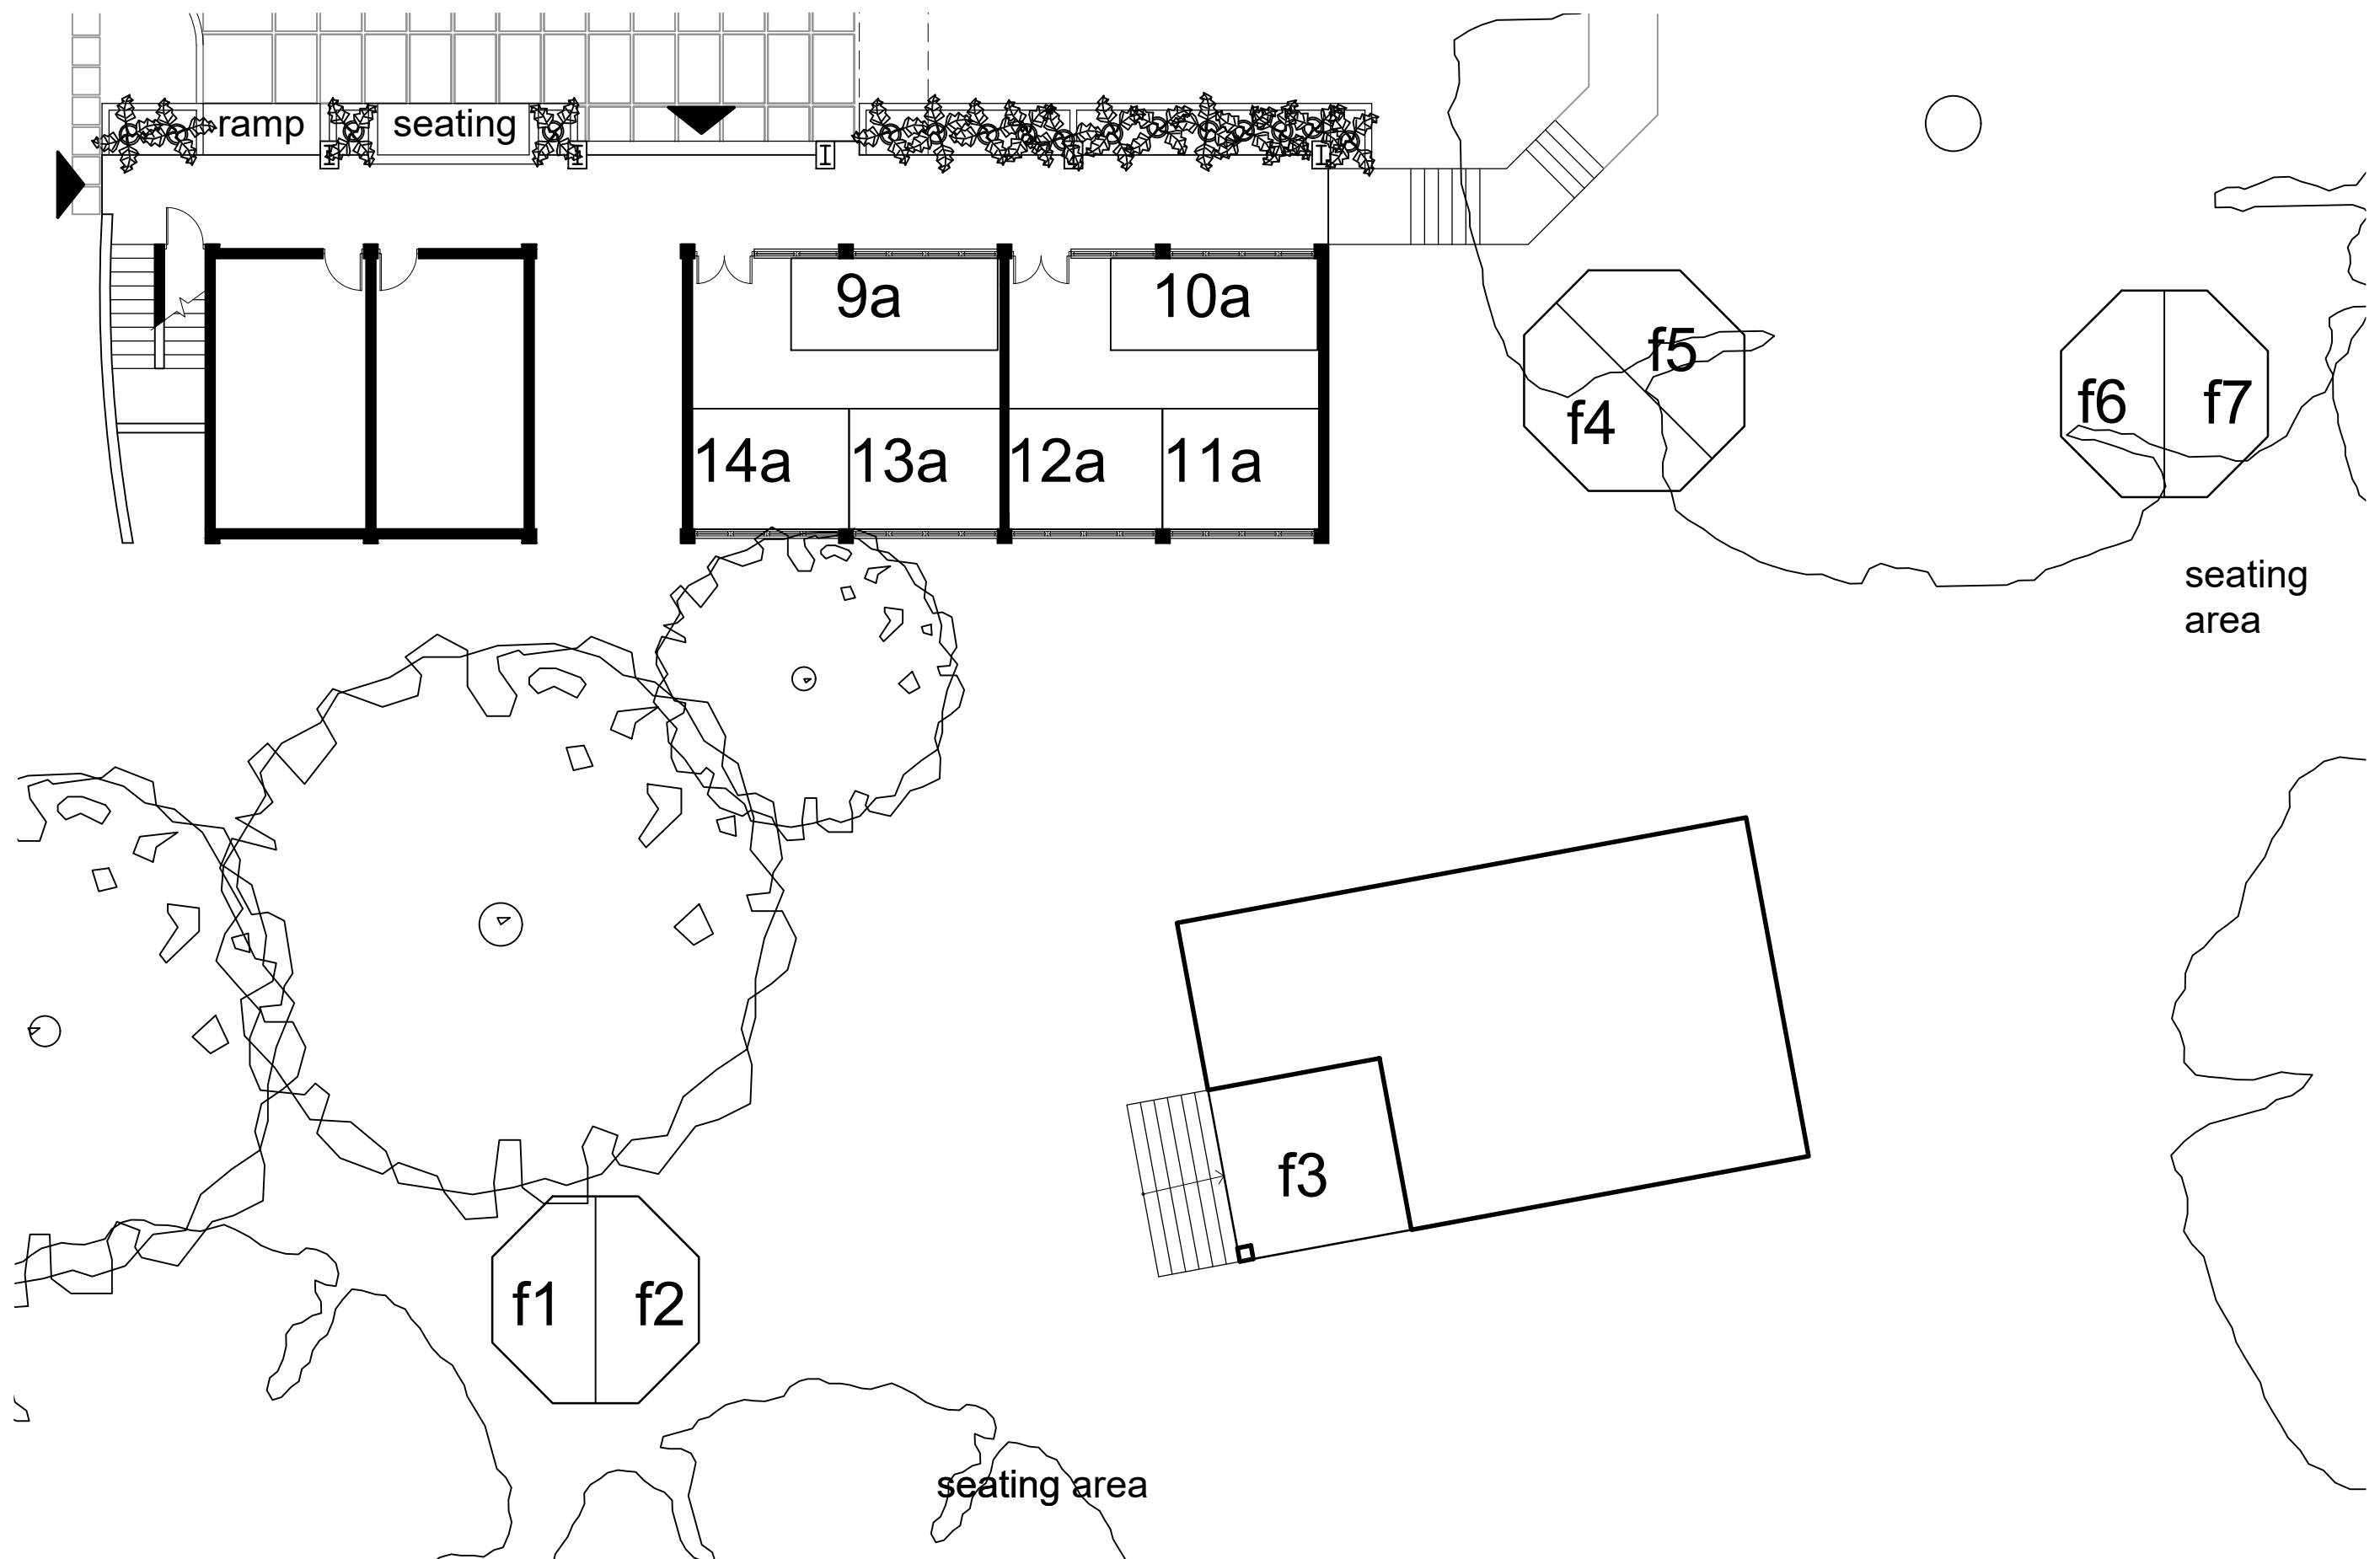 ramp
seating
9a
10a
f5
f6
f7
f4
14a
13a
12a
11a
seating
area
f3
f1
f2
seating area